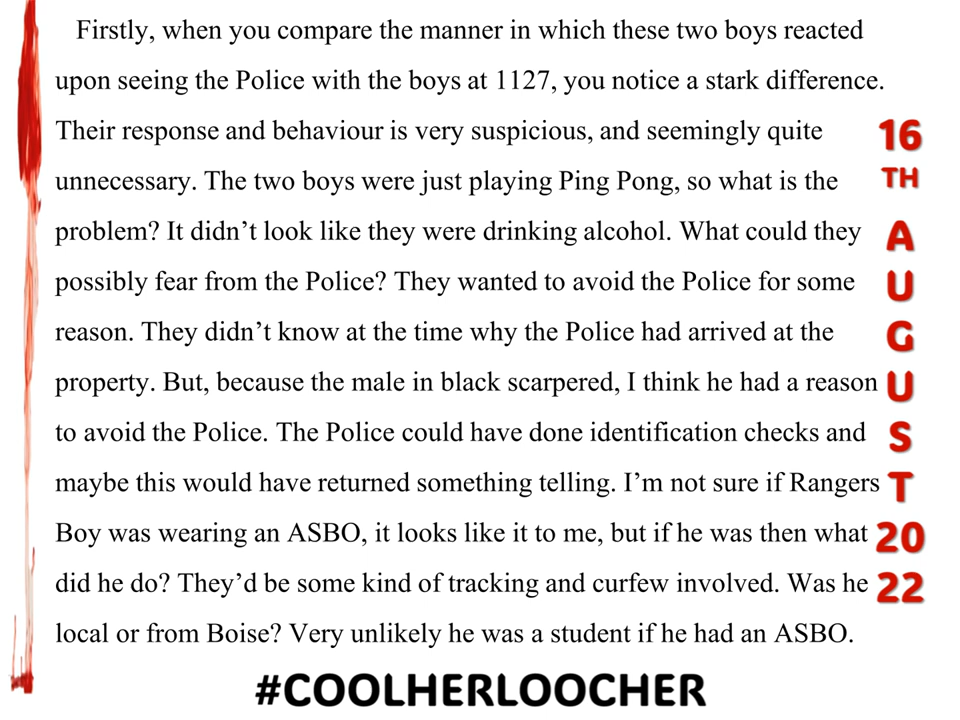 Firstly, when you compare the manner in which these two boys reacted
upon seeing the Police with the boys at 1127, you notice a stark difference.
Their response and behaviour is very suspicious, and seemingly quite
unnecessary. The two boys were just playing Ping Pong, so what is the
problem? It didn’t look like they were drinking alcohol. What could they
possibly fear from the Police? They wanted to avoid the Police for some
reason. They didn’t know at the time why the Police had arrived at the
property. But, because the male in black scarpered, I think he had a reason
to avoid the Police. The Police could have done identification checks and
maybe this would have returned something telling. I’m not sure if Rangers
Boy was wearing an ASBO, it looks like it to me, but if he was then what
did he do? They’d be some kind of tracking and curfew involved. Was he
local or from Boise? Very unlikely he was a student if he had an ASBO.
16
TH
A
U
G
U
S
T
20
22
#COOLHERLOOCHER